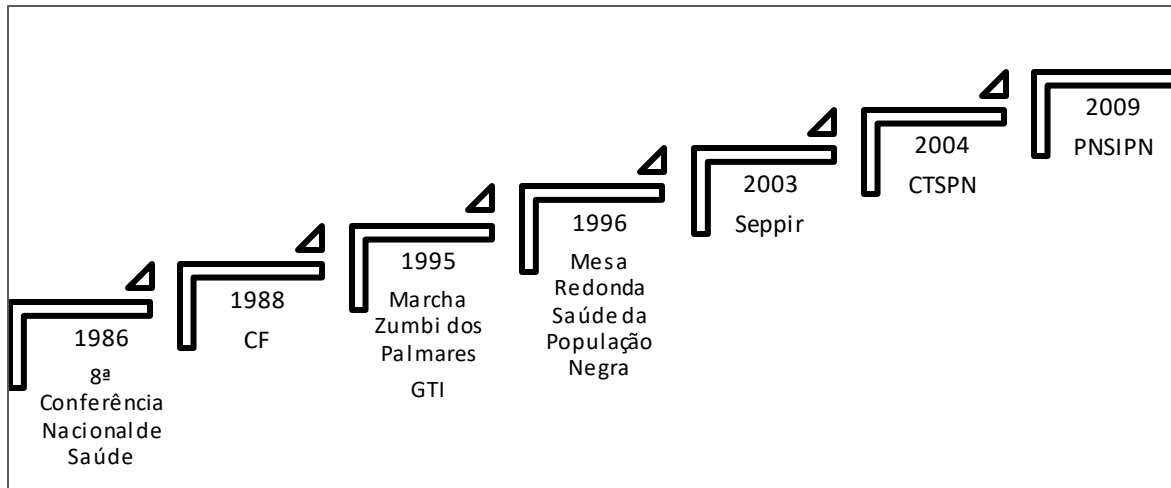 1986
8ª
Conferência
Nacional de
Saúde
1988
CF
1995
Marcha
Zumbi dos
Palmares
GTI
1996
Mesa
Redonda
Saúde da
População
Negra
2003
Seppir
2004
CTSPN
2009
PNSIPN